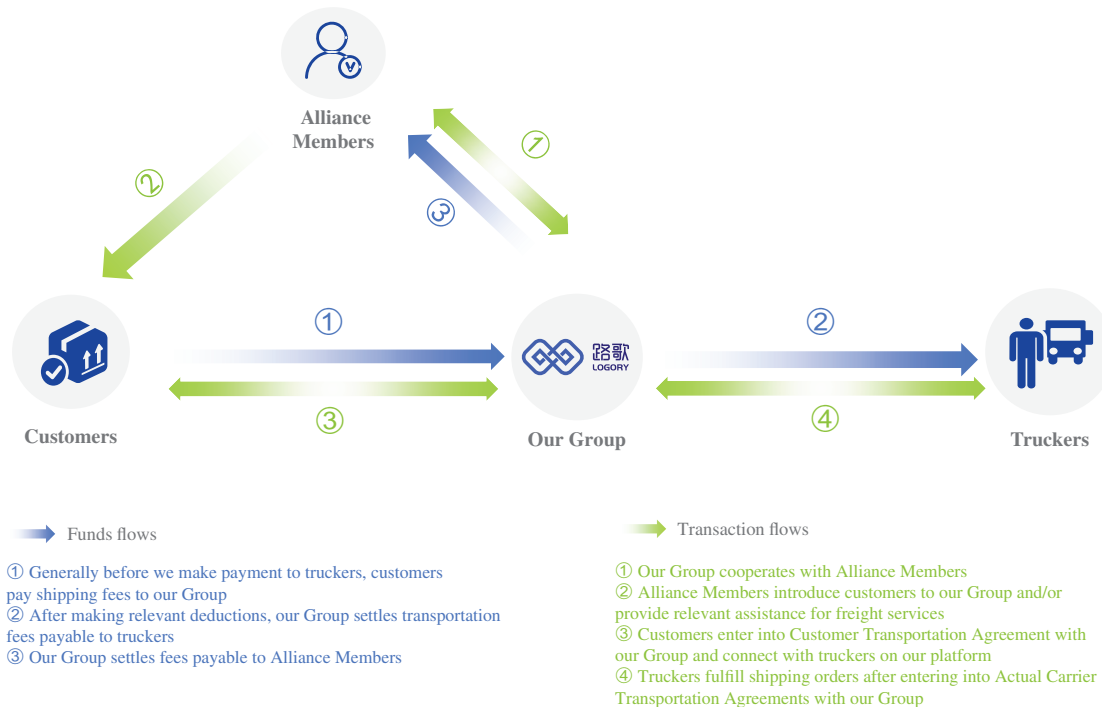 Alliance
Members
①
②
③
①
②
路歌
LOGORY
③
④
Customers
Our Group
Truckers
Funds flows
① Generally before we make payment to truckers, customers
pay shipping fees to our Group
② After making relevant deductions, our Group settles transportation
fees payable to truckers
③ Our Group settles fees payable to Alliance Members
Transaction flows
① Our Group cooperates with Alliance Members
② Alliance Members introduce customers to our Group and/or
provide relevant assistance for freight services
③ Customers enter into Customer Transportation Agreement with
our Group and connect with truckers on our platform
④ Truckers fulfill shipping orders after entering into Actual Carrier
Transportation Agreements with our Group